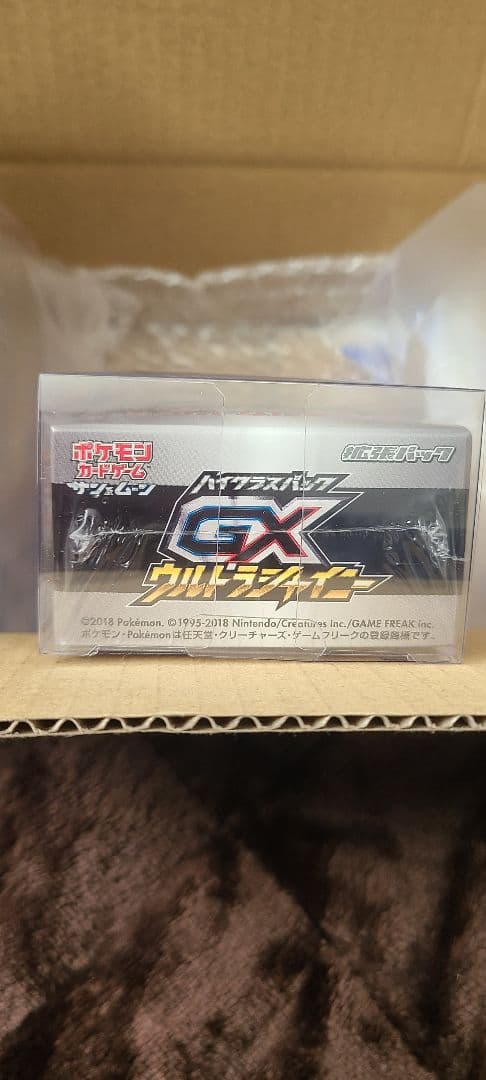 ポケモン
カードゲーム
サン&ムーン
拡張パック
ハイクラスパック
GX
ウルトラシャイニー
©2018 Pokémon. ©1995-2018 Nintendo/Creatures Inc./GAME FREAK inc.
ポケモン・Pokémonは任天堂・クリーチャーズ・ゲームフリークの登録商標です。